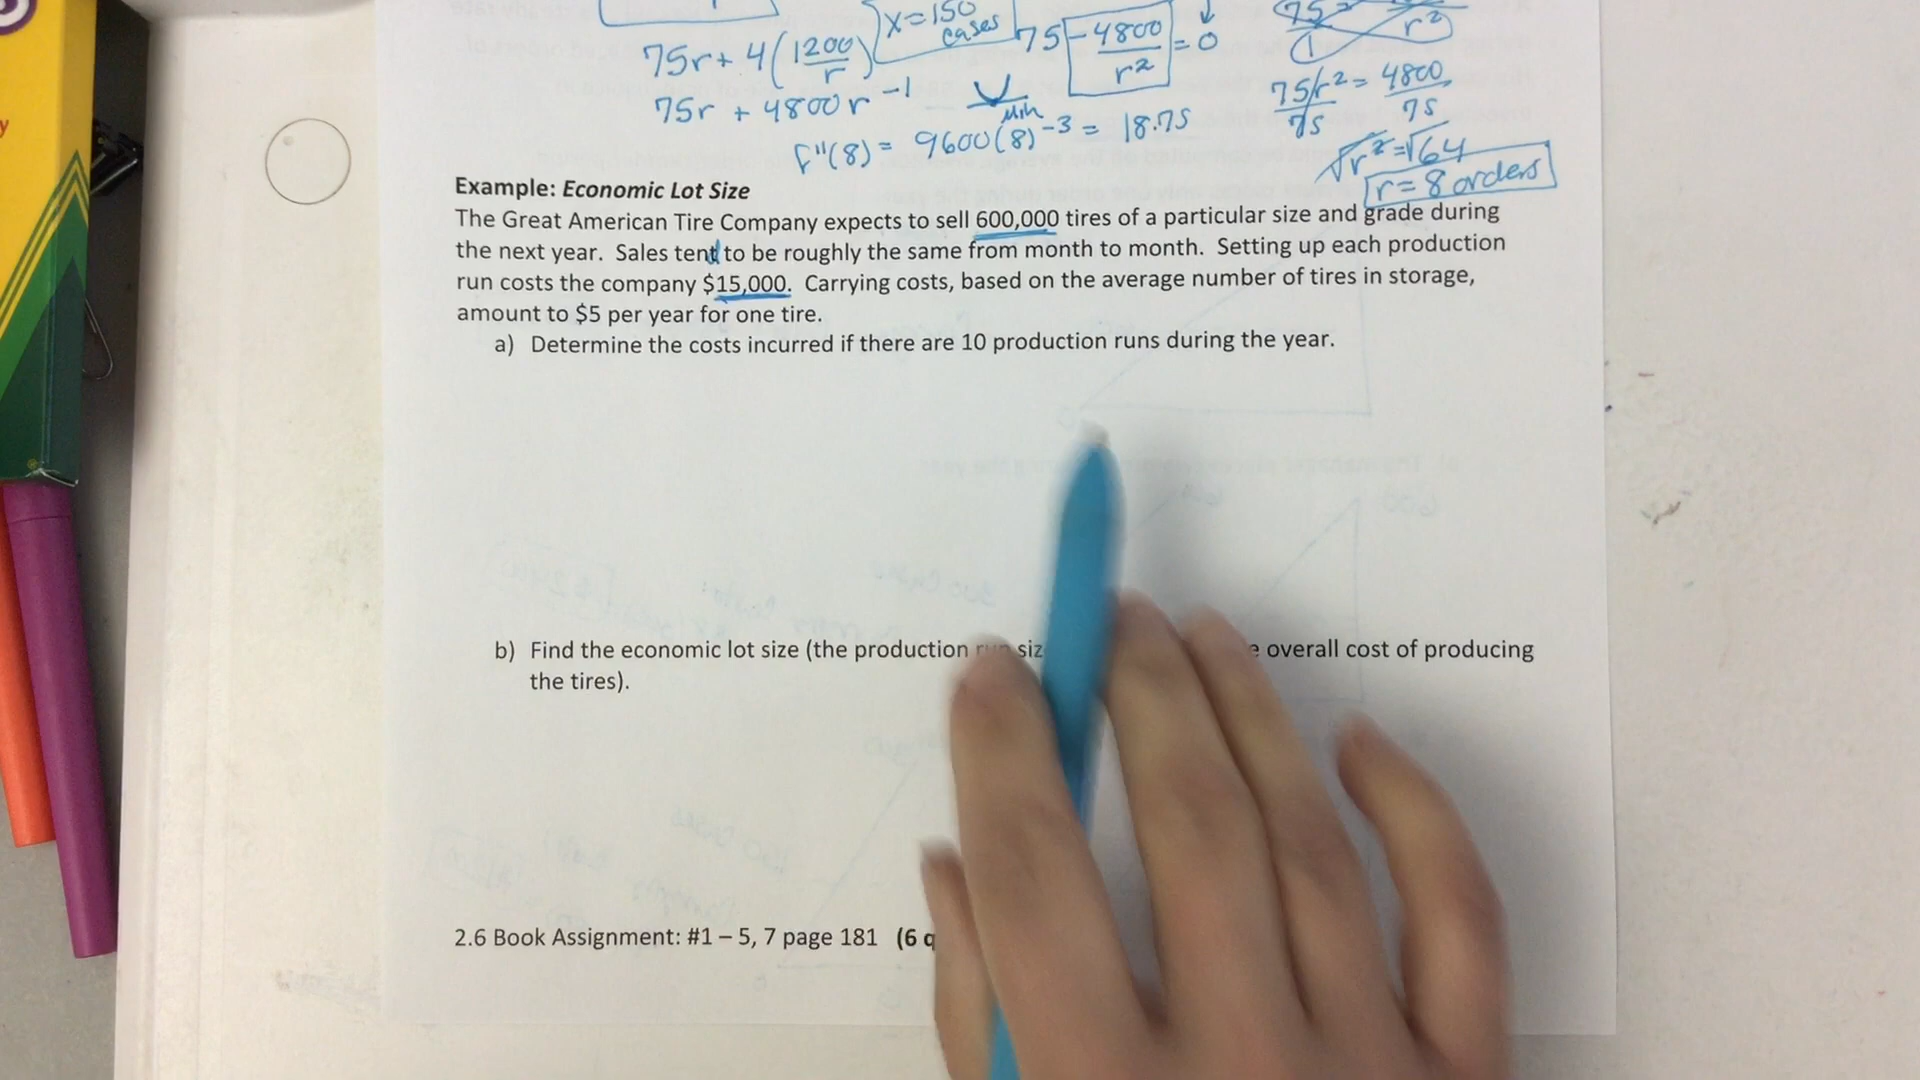 x=150
cases
75r + 4(1200/r)
75 - 4800/r² = 0
75r + 4800r⁻¹
min
75r² = 4800
75 75
f''(8) = 9600(8)⁻³ = 18.75
√r² = √64
r = 8 orders
Example: Economic Lot Size
The Great American Tire Company expects to sell 600,000 tires of a particular size and grade during
the next year. Sales tend to be roughly the same from month to month. Setting up each production
run costs the company $15,000. Carrying costs, based on the average number of tires in storage,
amount to $5 per year for one tire.
a) Determine the costs incurred if there are 10 production runs during the year.
b) Find the economic lot size (the production run overall cost of producing
the tires).
2.6 Book Assignment: #1 – 5, 7 page 181 (6